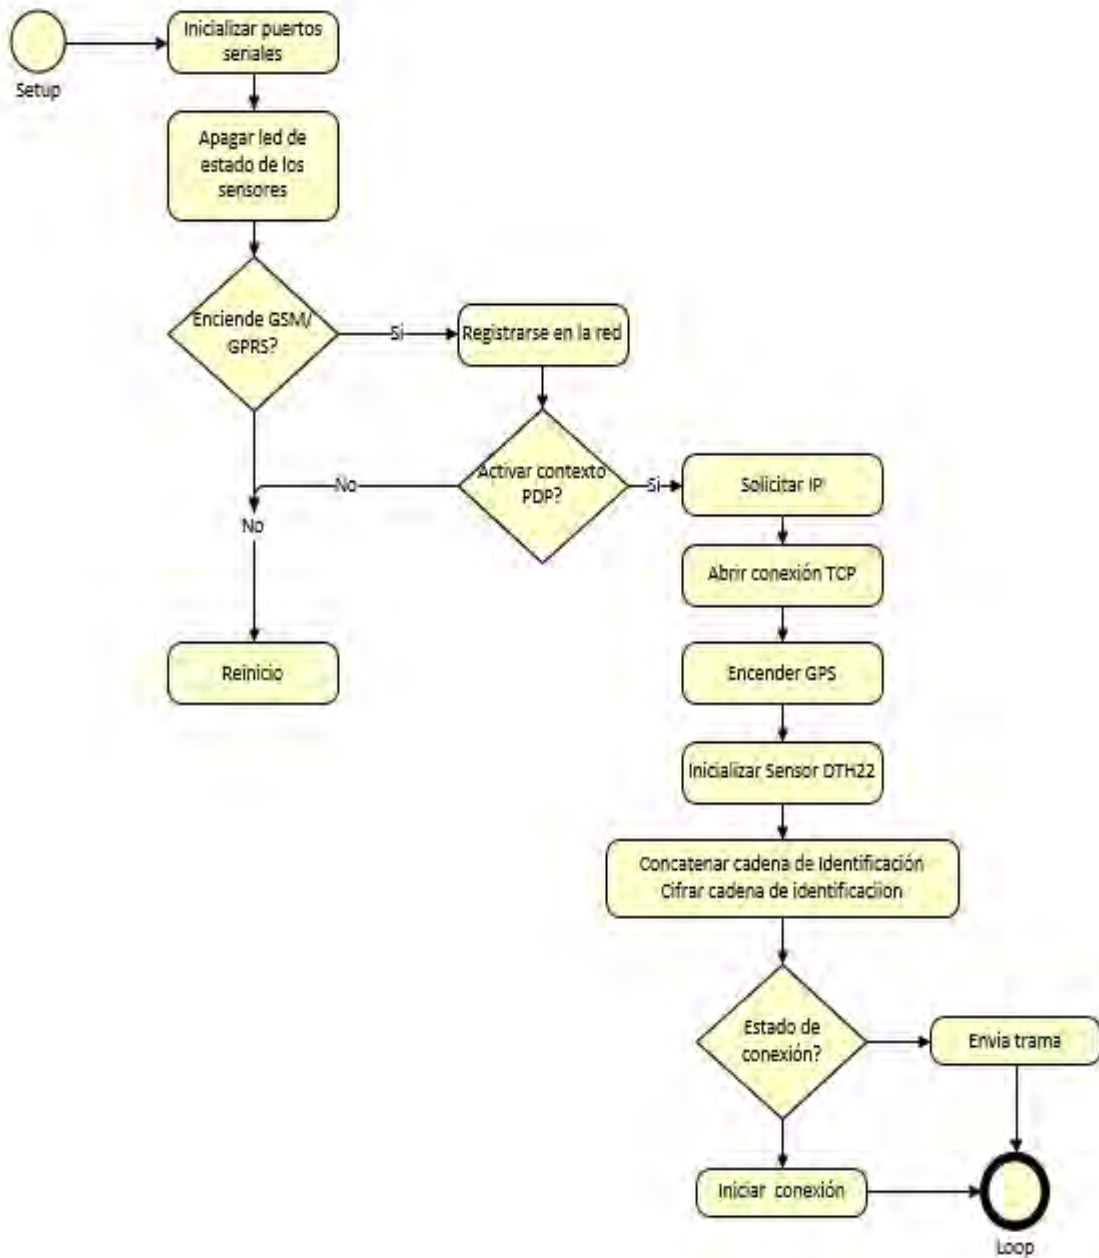 Inicializar puertos
seriales
Setup
Apagar led de
estado de los
sensores
Enciende GSM/
GPRS?
Si
Registrarse en la red
Activar contexto
PDP?
No
Si
Solicitar IP
No
Abrir conexión TCP
Reinicio
Encender GPS
Inicializar Sensor DTH22
Concatenar cadena de Identificación
Cifrar cadena de identificaciion
Estado de
conexión?
Envia trama
Iniciar conexión
Loop